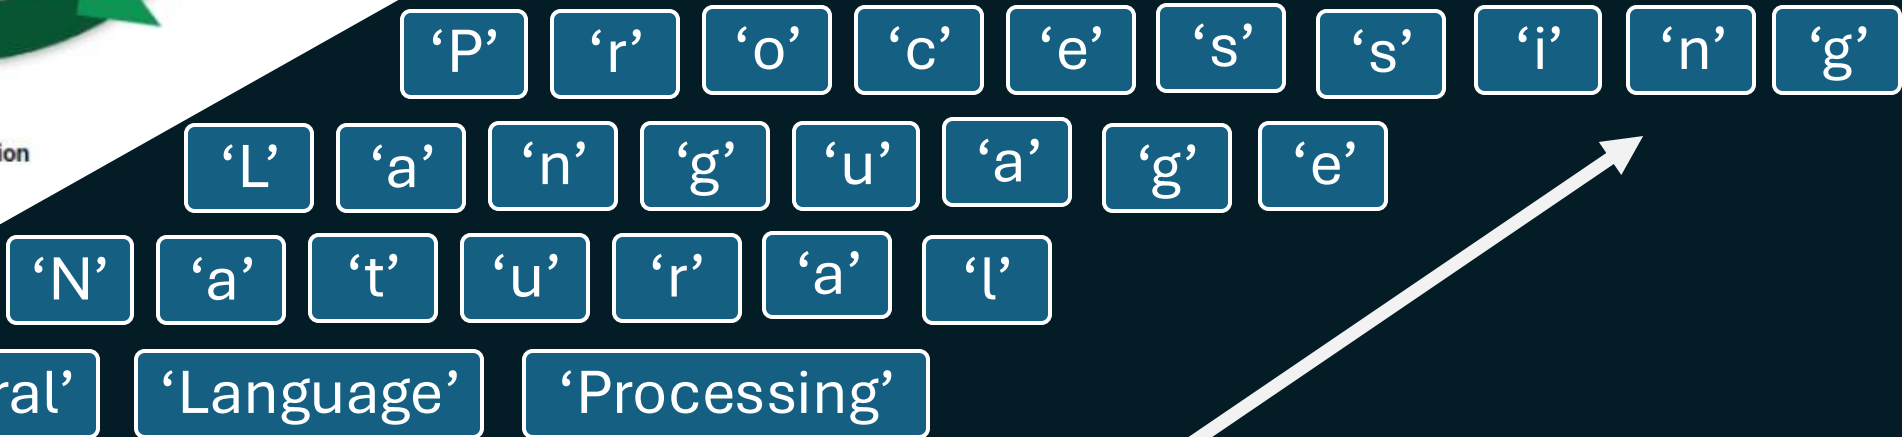 ‘P’ ‘r’ ‘o’ ‘c’ ‘e’ ‘s’ ‘s’ ‘i’ ‘n’ ‘g’
ion
‘L’ ‘a’ ‘n’ ‘g’ ‘u’ ‘a’ ‘g’ ‘e’
‘N’ ‘a’ ‘t’ ‘u’ ‘r’ ‘a’ ‘l’
ral’ ‘Language’ ‘Processing’